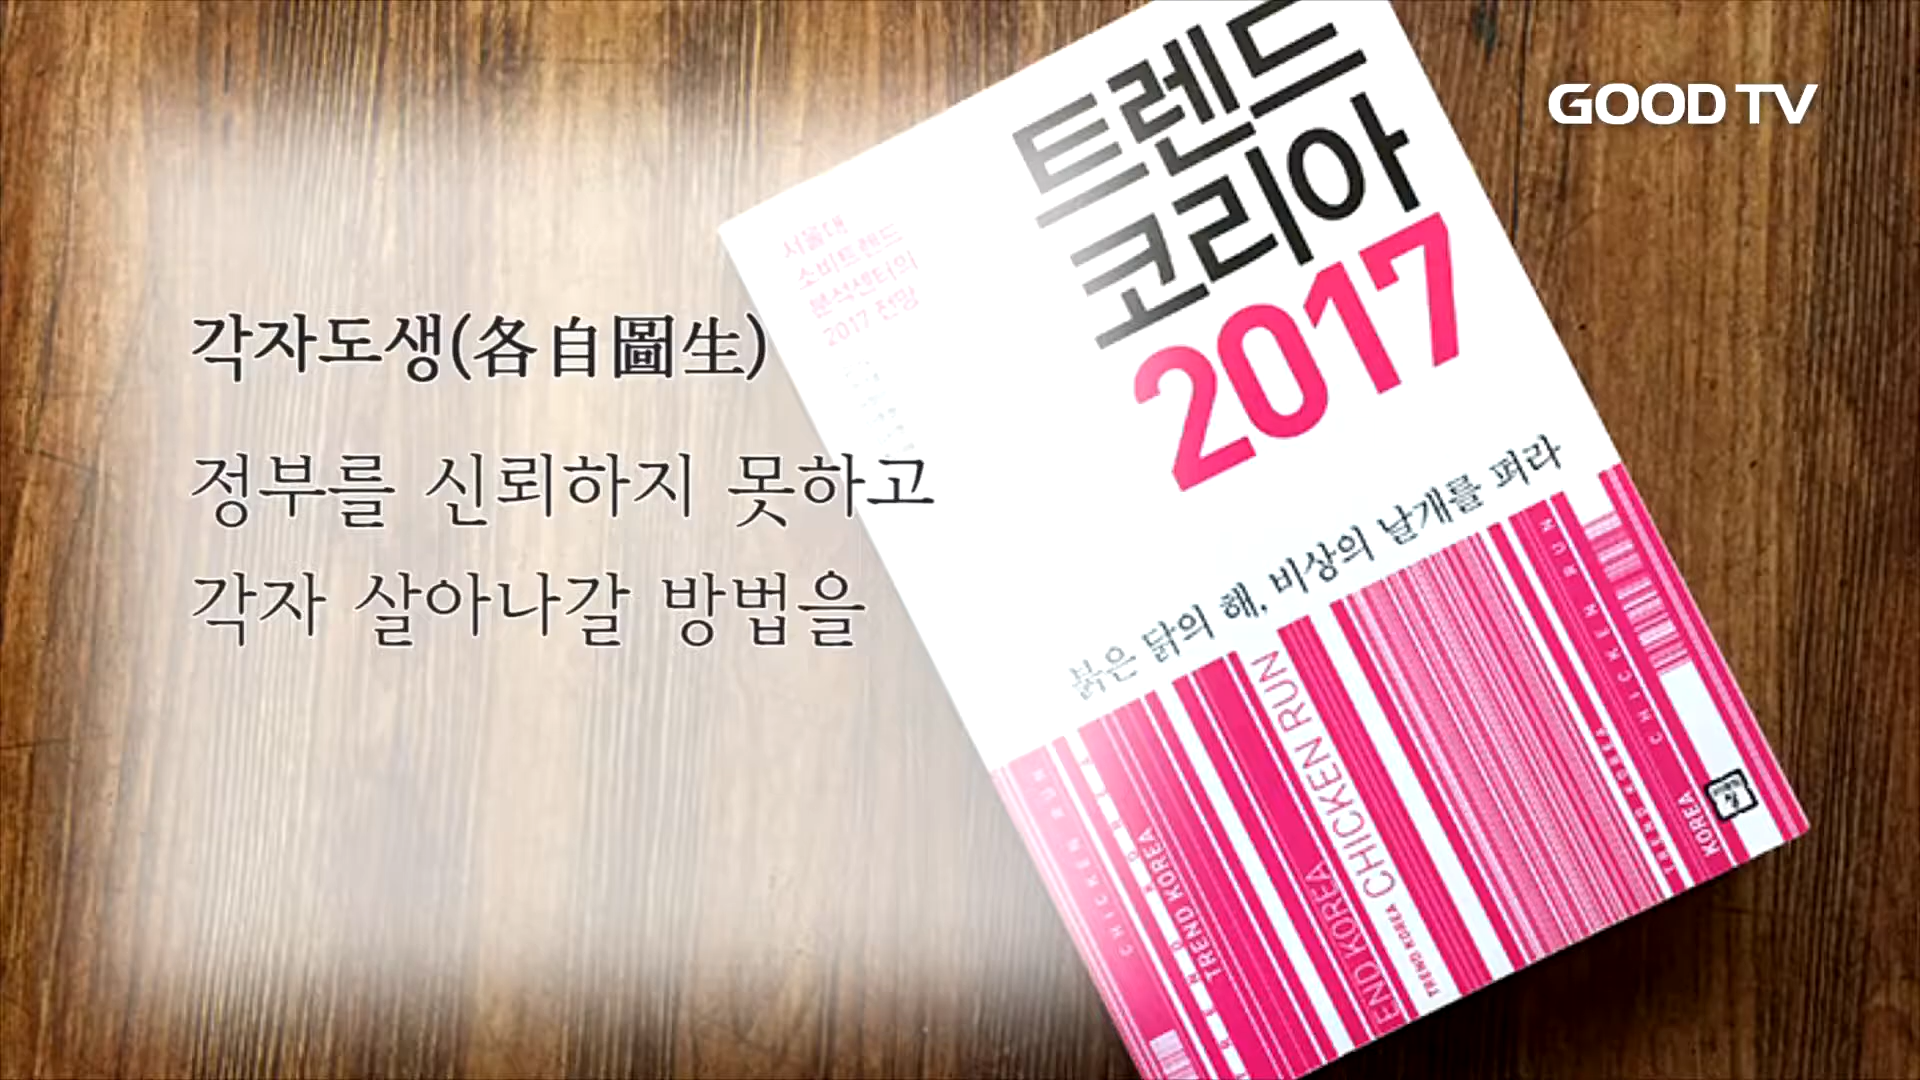 GOOD TV
각자도생(各自圖生)
정부를 신뢰하지 못하고
각자 살아나갈 방법을
서울대
소비트렌드
분석센터의
2017 전망
트렌드
코리아
2017
붉은 닭의 해, 비상의 날개를 펴라
CHICKEN RUN
TREND KOREA
END KOREA
CHICKEN RUN
TREND KOREA
TREND KOREA
CHICKEN RUN
KOREA